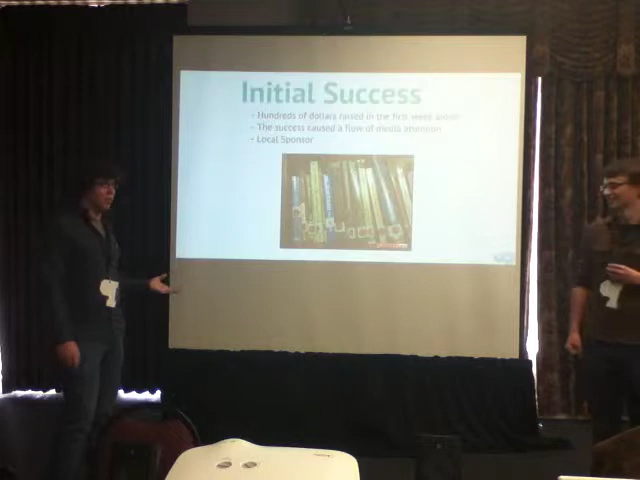 Initial Success
- Hundreds of dollars raised in the first week alone
- The success caused a flow of media attention
- Local Sponsor